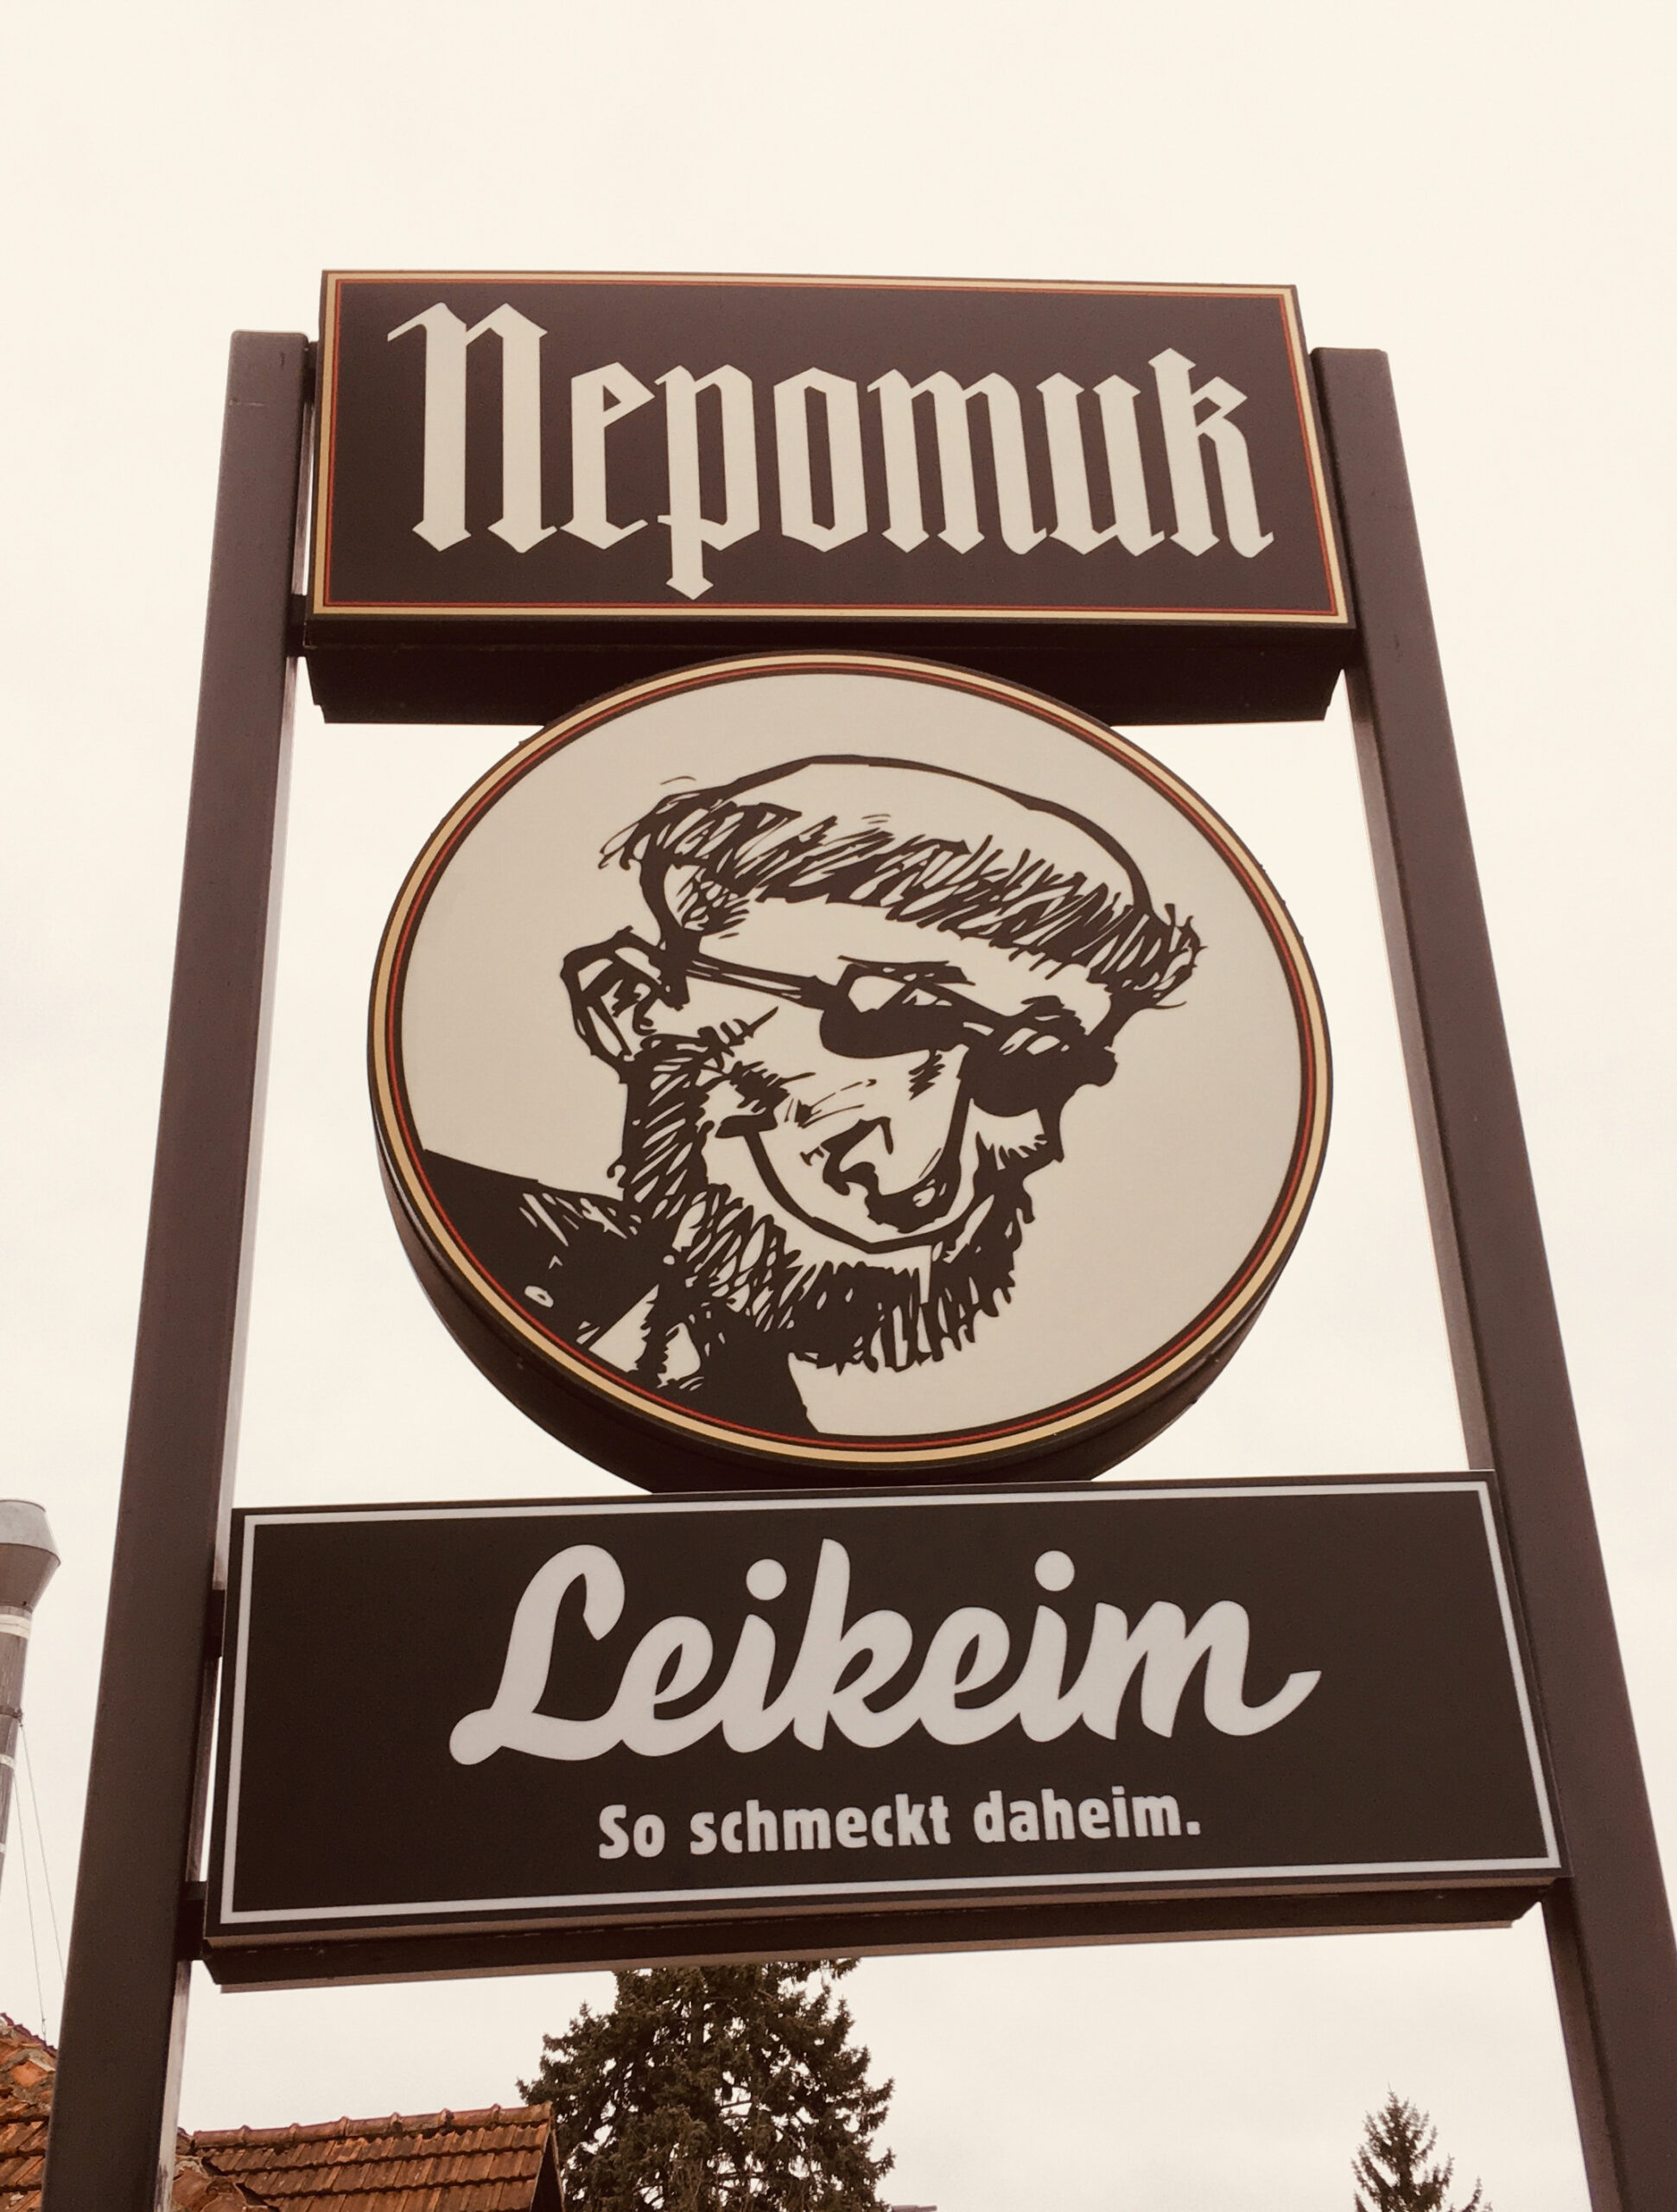 Nepomuk
Leikeim
So schmeckt daheim.